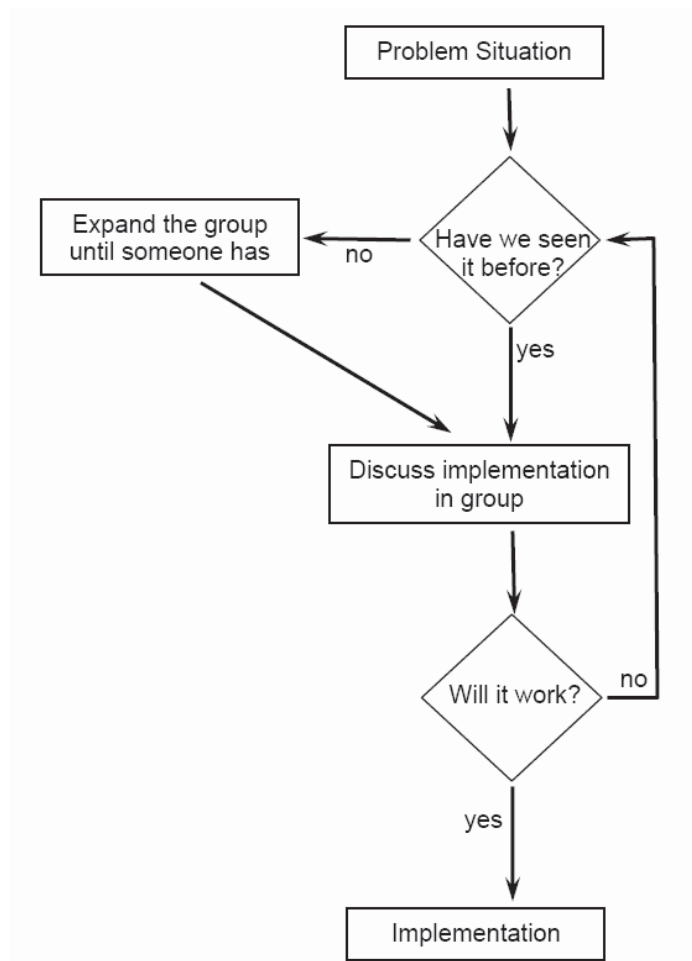 Problem Situation
Have we seen
it before?
no
Expand the group
until someone has
yes
Discuss implementation
in group
Will it work?
no
yes
Implementation